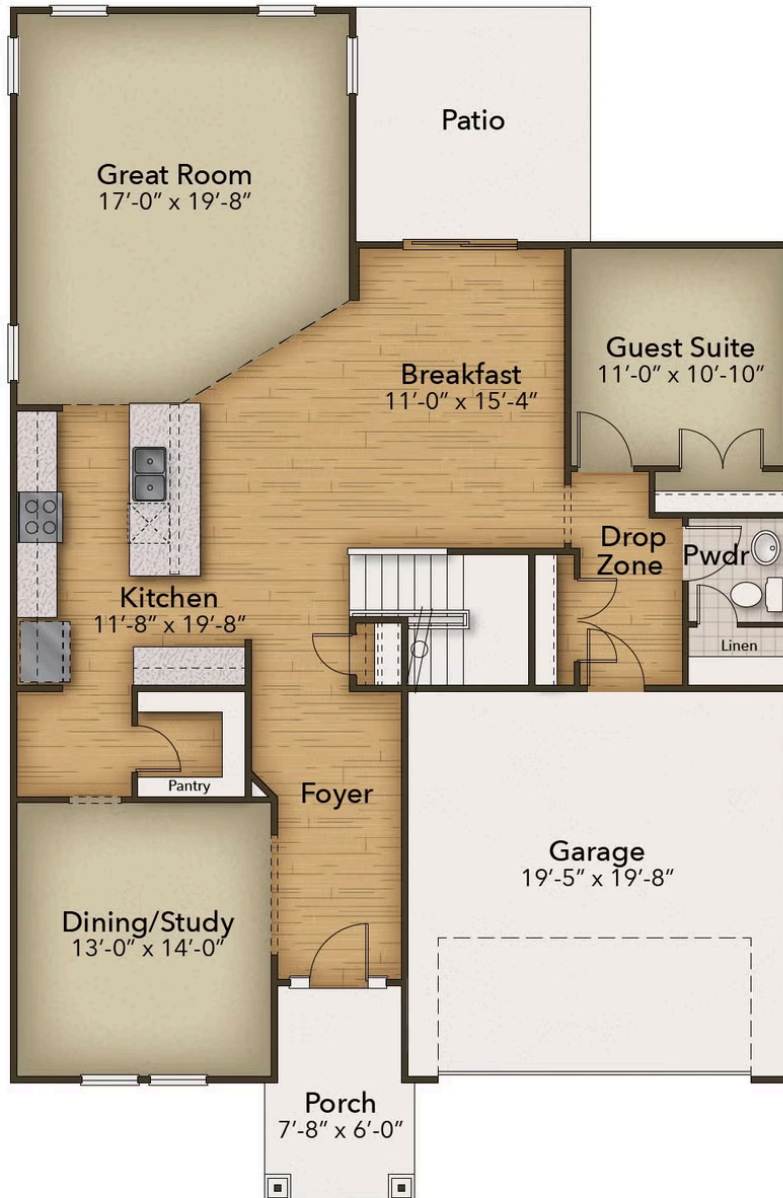 Patio
Great Room
17'-0" x 19'-8"
Guest Suite
11'-0" x 10'-10"
Breakfast
11'-0" x 15'-4"
Drop
Zone
Pwdr
Kitchen
11'-8" x 19'-8"
Linen
Pantry
Foyer
Garage
19'-5" x 19'-8"
Dining/Study
13'-0" x 14'-0"
Porch
7'-8" x 6'-0"